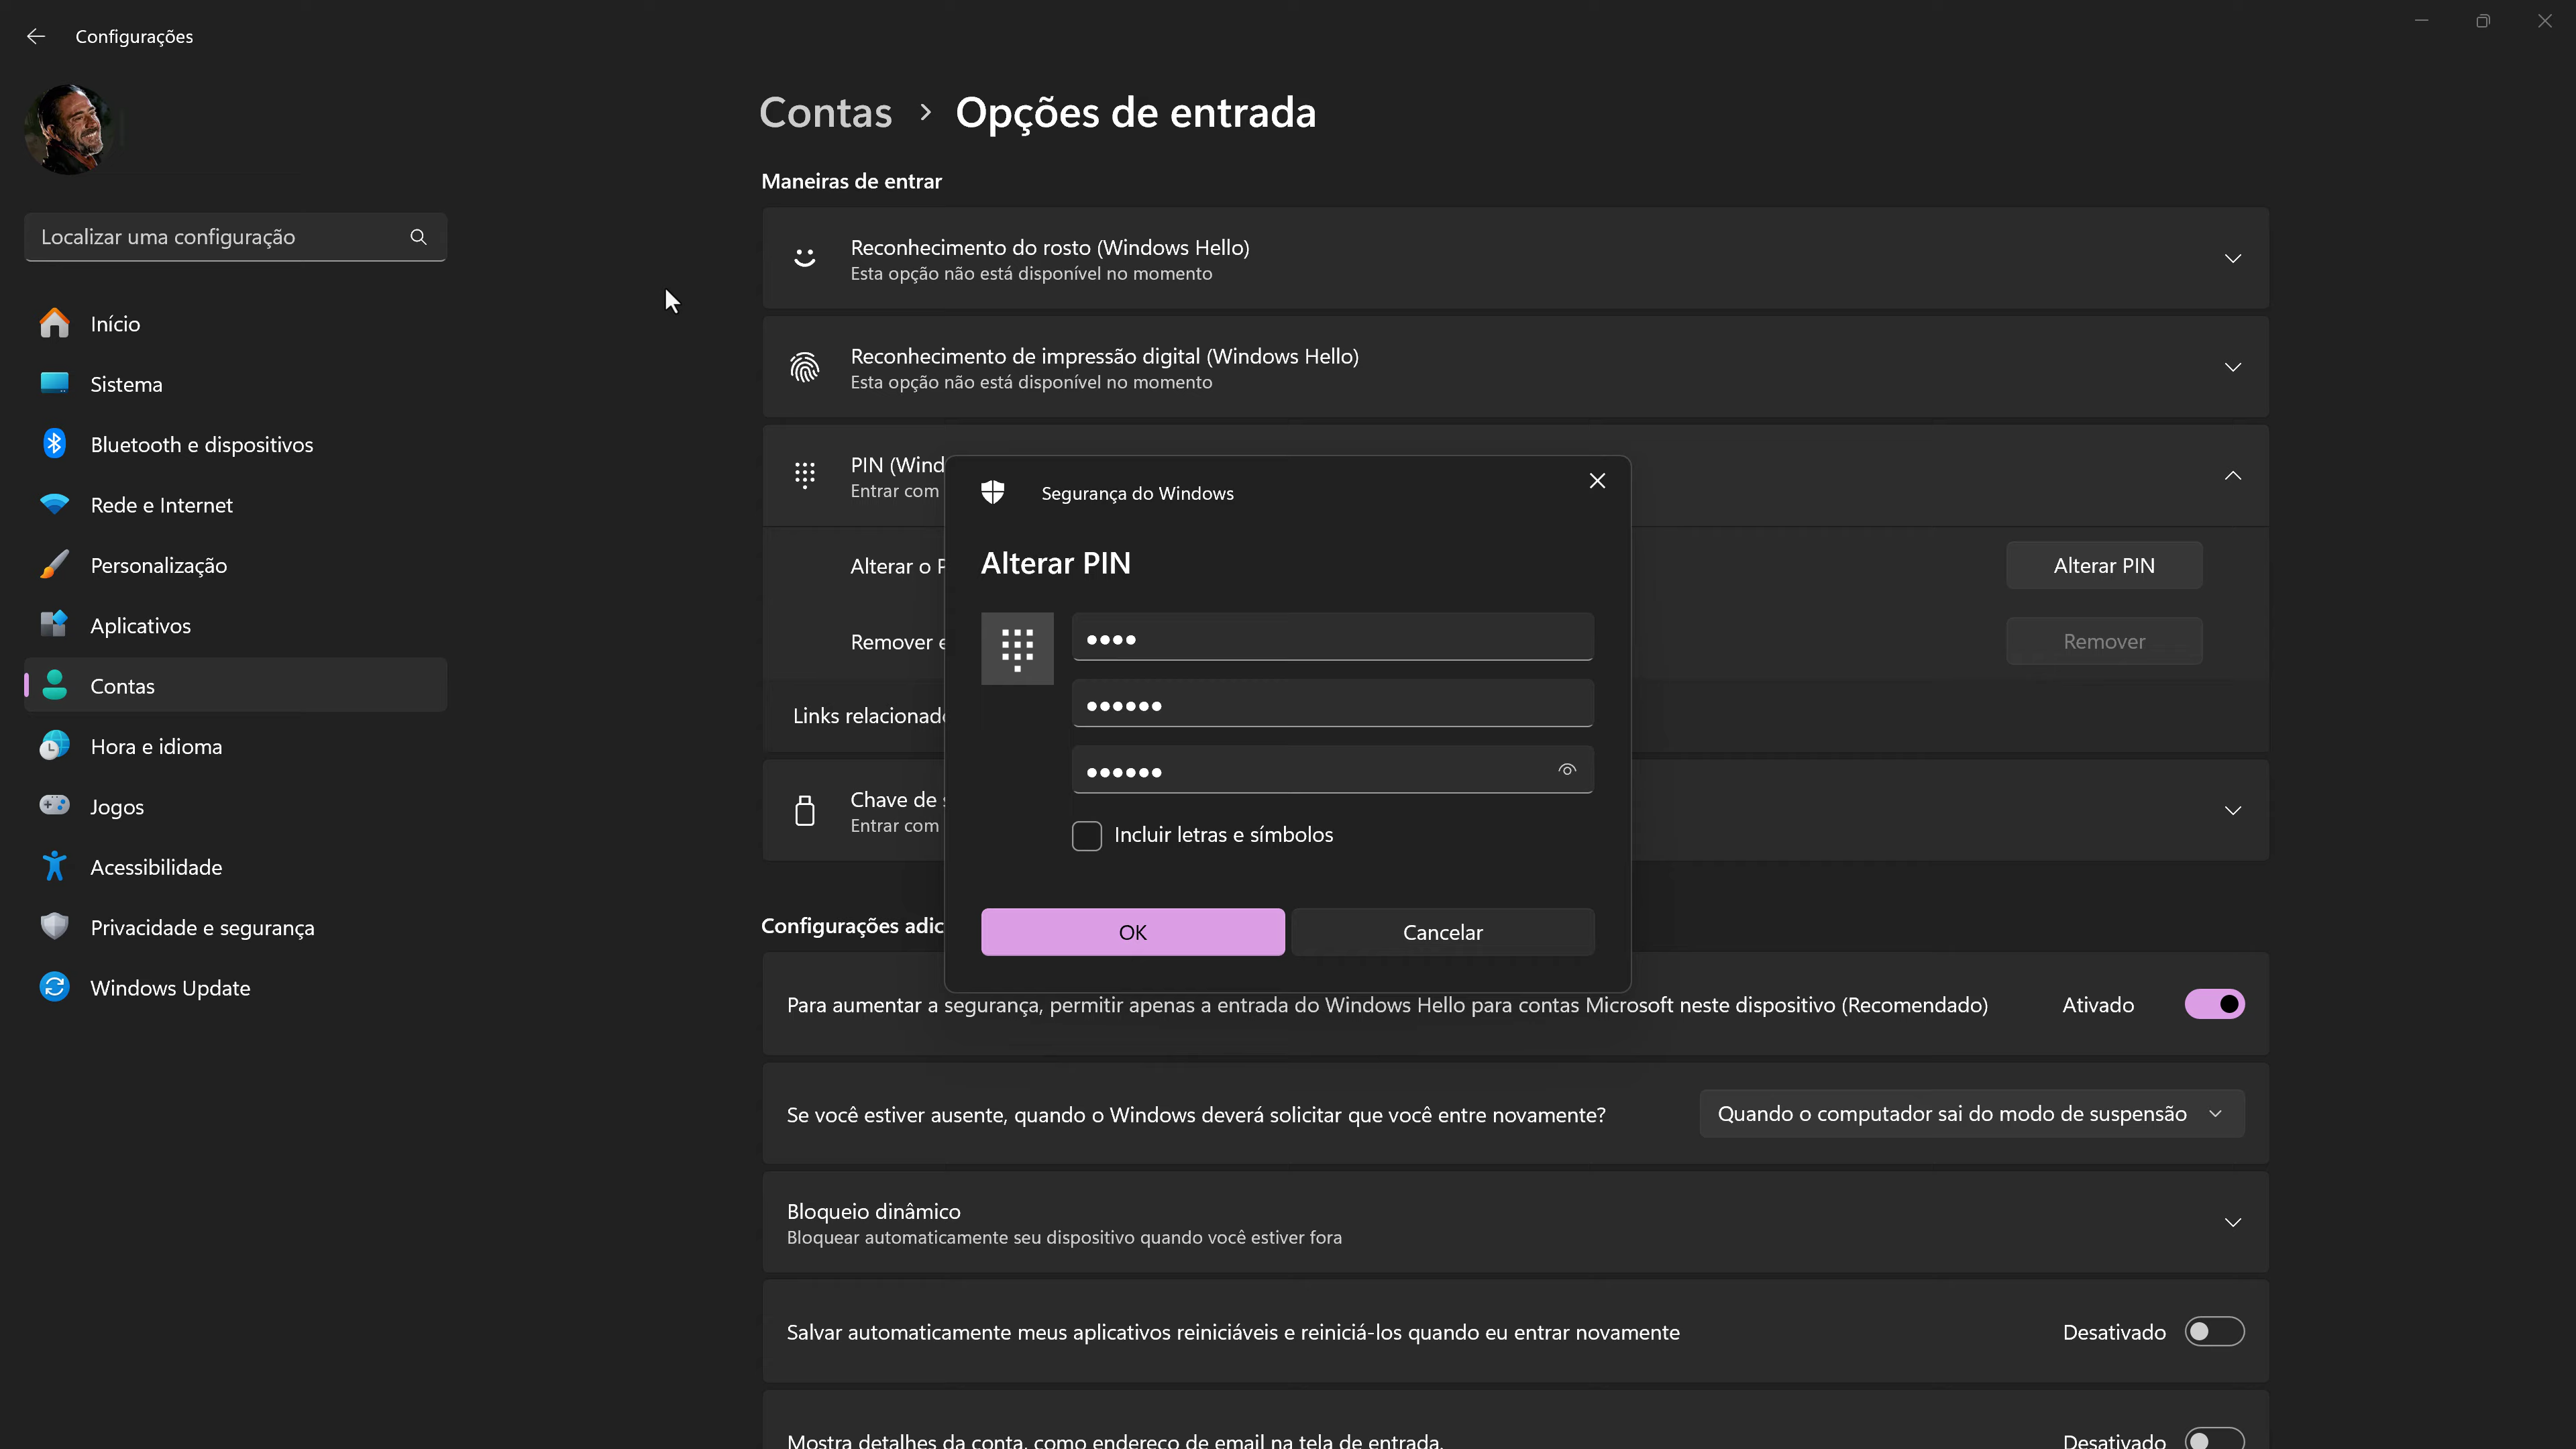 Configurações
Localizar uma configuração
Início
Sistema
Bluetooth e dispositivos
Rede e Internet
Personalização
Aplicativos
Contas
Hora e idioma
Jogos
Acessibilidade
Privacidade e segurança
Windows Update
Contas > Opções de entrada
Maneiras de entrar
Reconhecimento do rosto (Windows Hello)
Esta opção não está disponível no momento
Reconhecimento de impressão digital (Windows Hello)
Esta opção não está disponível no momento
PIN (Wind
Entrar com
Alterar o
Alterar PIN
Remover e
Remover
Links relacionad
Chave de
Entrar com
Segurança do Windows
Alterar PIN
●●●●
●●●●●●
●●●●●●
Incluir letras e símbolos
OK
Cancelar
Configurações adic
Para aumentar a segurança, permitir apenas a entrada do Windows Hello para contas Microsoft neste dispositivo (Recomendado)
Ativado
Se você estiver ausente, quando o Windows deverá solicitar que você entre novamente?
Quando o computador sai do modo de suspensão
Bloqueio dinâmico
Bloquear automaticamente seu dispositivo quando você estiver fora
Salvar automaticamente meus aplicativos reiniciáveis e reiniciá-los quando eu entrar novamente
Desativado
Mostra detalhes da conta, como endereço de email na tela de entrada.
Desativado